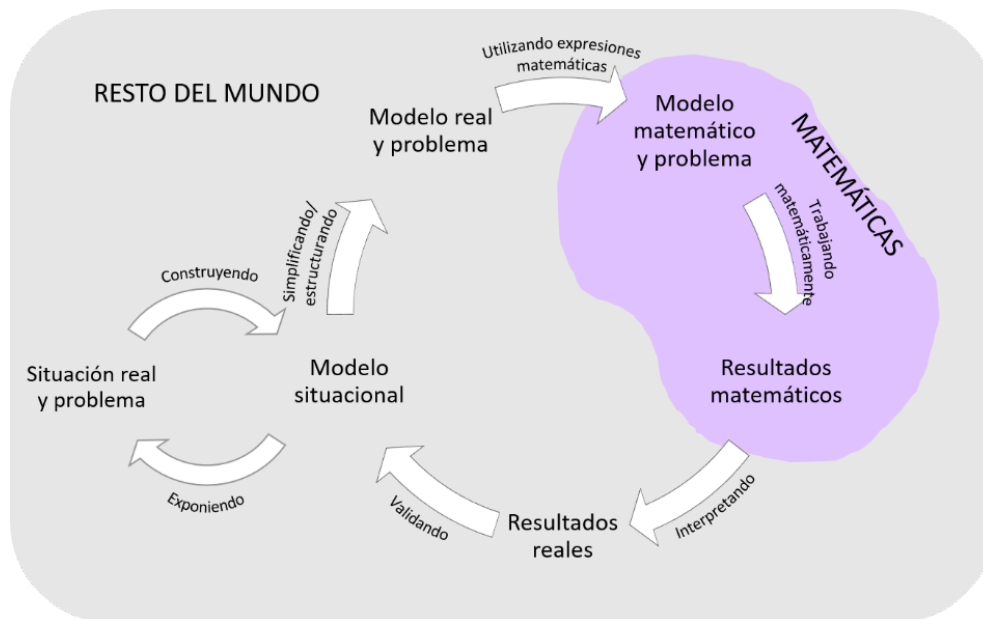 RESTO DEL MUNDO
Utilizando expresiones
matemáticas
Modelo real
y problema
Modelo
matemático
y problema
MATEMÁTICAS
Trabajando
matemáticamente
Simplificando/
estructurando
Construyendo
Situación real
y problema
Modelo
situacional
Resultados
matemáticos
Exponiendo
Validando
Resultados
reales
Interpretando